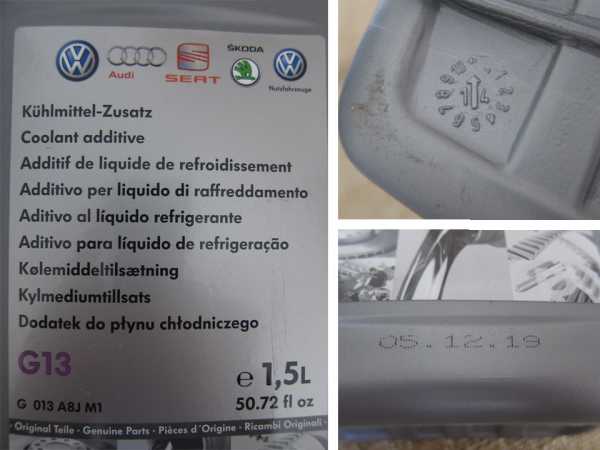 Audi
SEAT
ŠKODA
Nutzfahrzeuge
Kühlmittel-Zusatz
Coolant additive
Additif de liquide de refroidissement
Additivo per liquido di raffreddamento
Aditivo al líquido refrigerante
Aditivo para líquido de refrigeração
Kølemiddeltilsætning
Kylmediumtillsats
Dodatek do płynu chłodniczego
G13
e 1,5L
G 013 A8J M1
50.72 fl oz
· Original Teile · Genuine Parts · Pièces d'Origine · Ricambi Originali ·
14
05.12.19